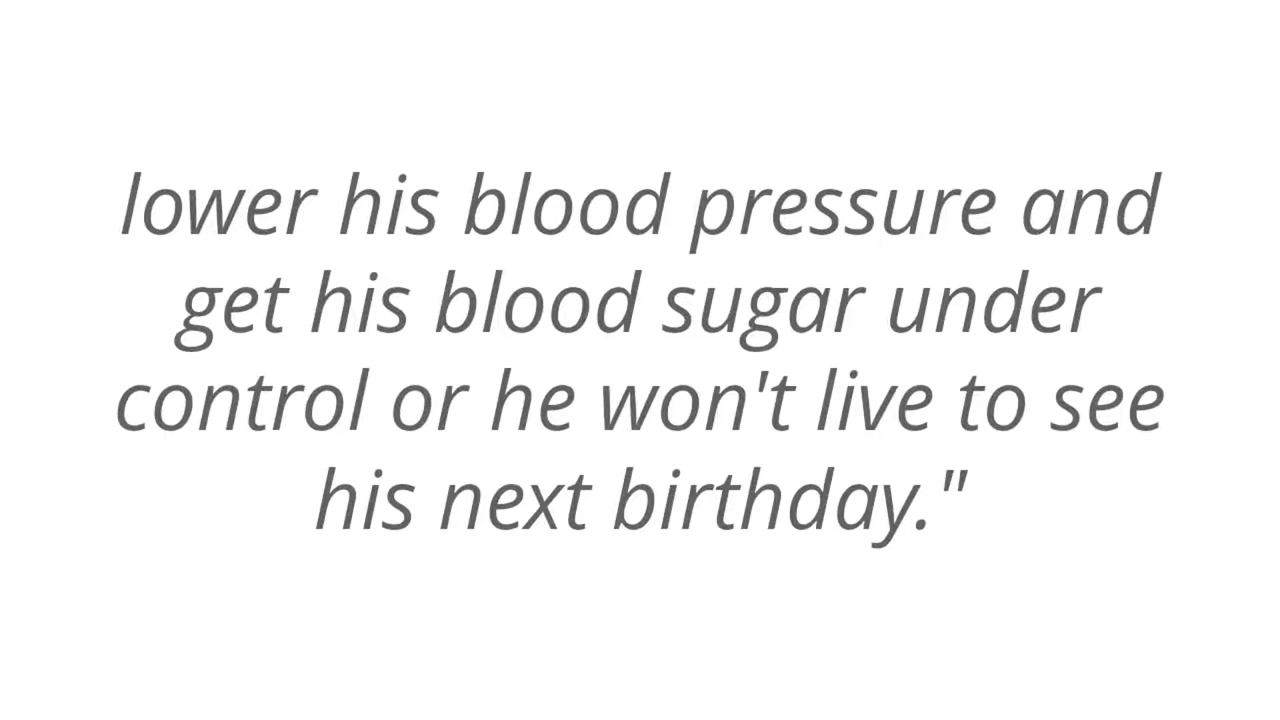 lower his blood pressure and
get his blood sugar under
control or he won't live to see
his next birthday."